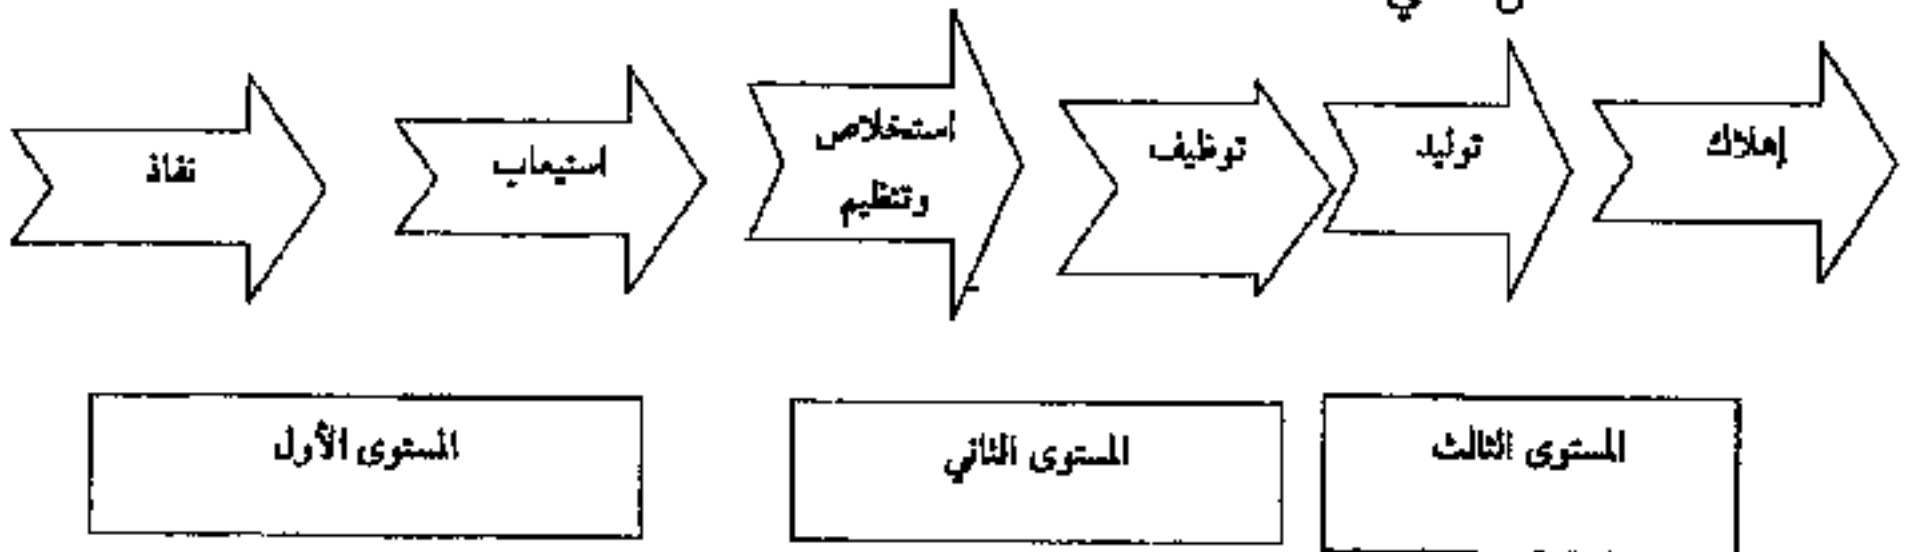 نفاذ
استيعاب
استخلاص
وتنظيم
توظيف
توليد
إهلاك
المستوى الأول
المستوى الثاني
المستوى الثالث